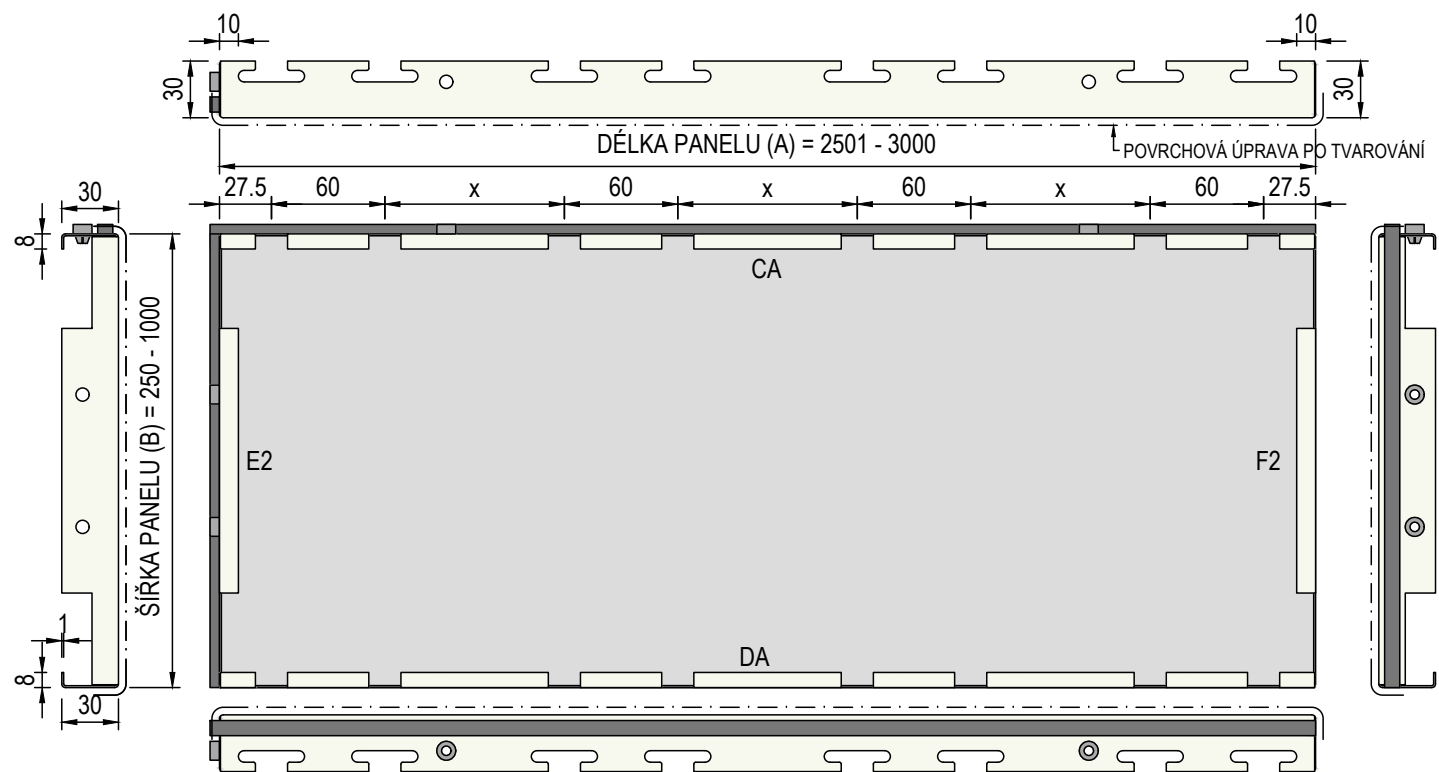 10
10
30
30
DÉLKA PANELU (A) = 2501 - 3000
POVRCHOVÁ ÚPRAVA PO TVAROVÁNÍ
27.5 60 x 60 x 60 x 60 27.5
30
8
CA
ŠÍŘKA PANELU (B) = 250 - 1000
E2
F2
1
DA
8
30